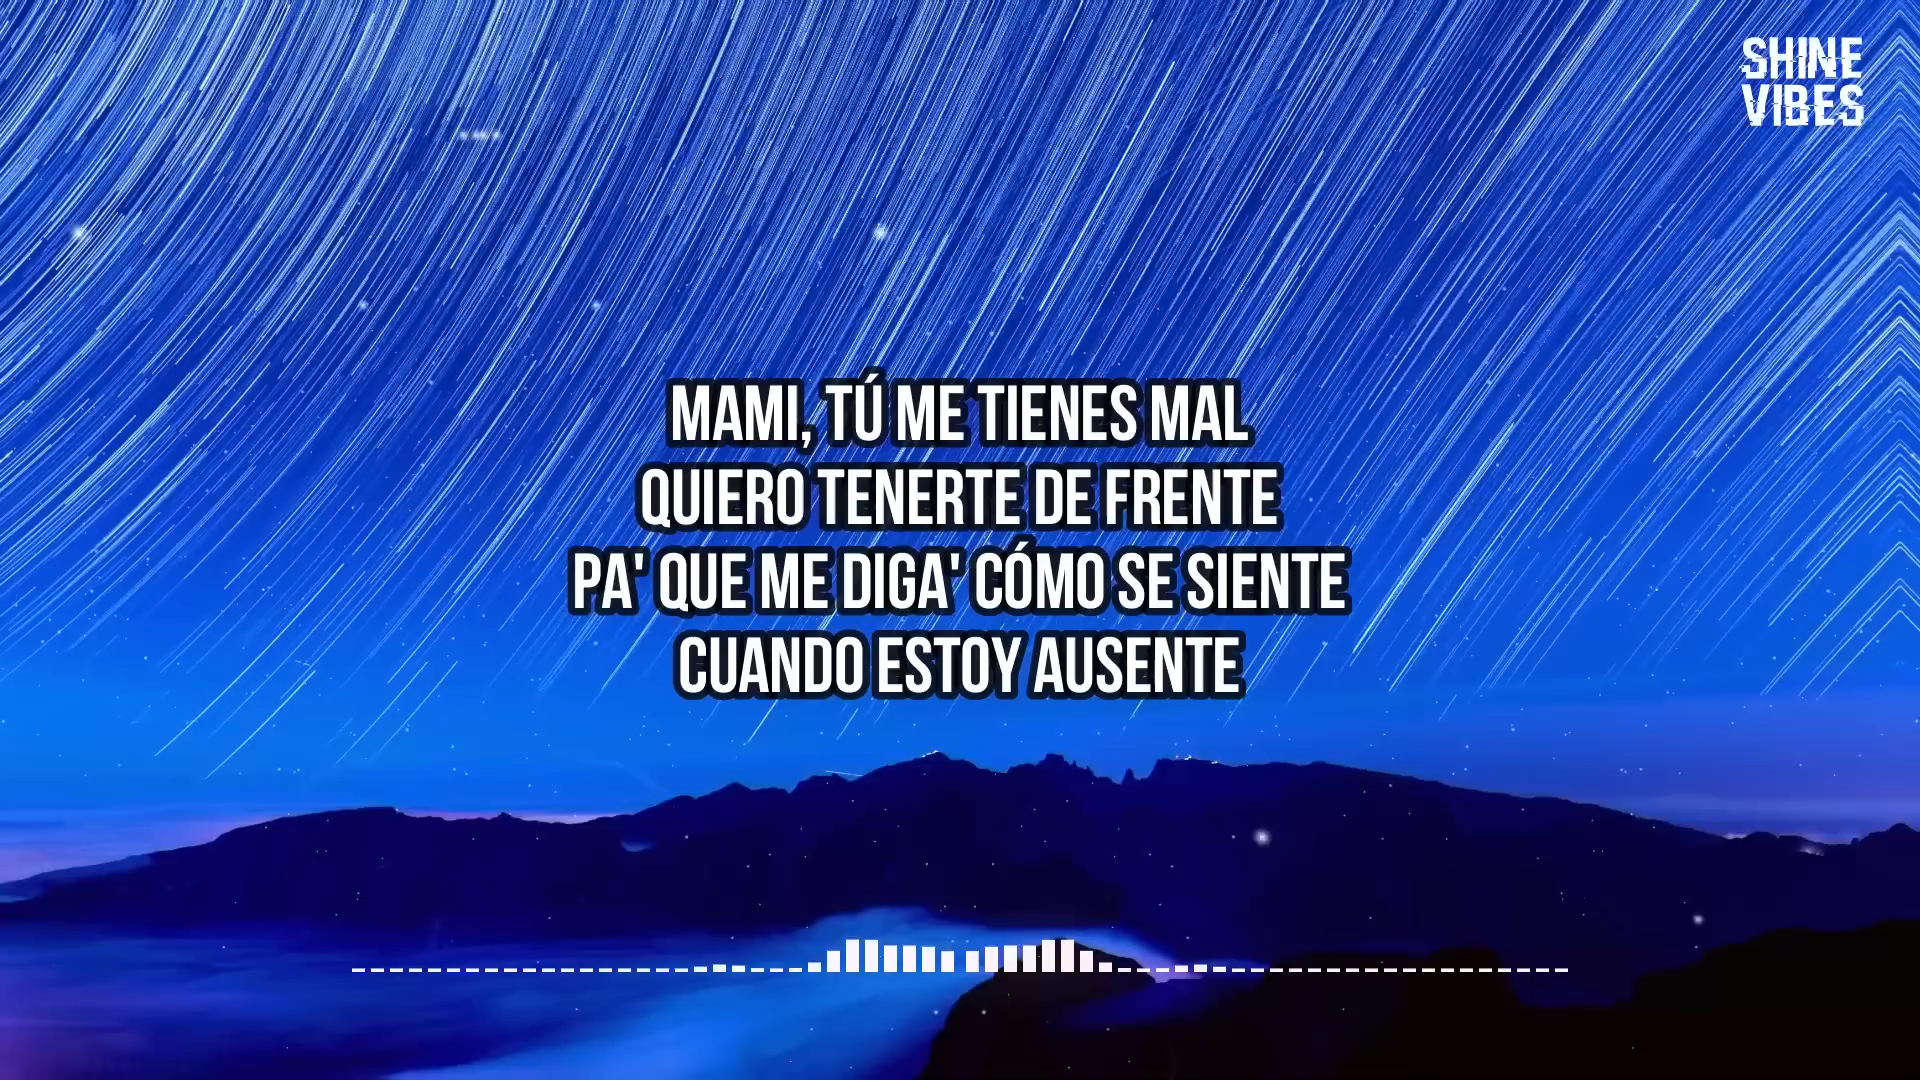 SHINE
VIBES
MAMI, TÚ ME TIENES MAL
QUIERO TENERTE DE FRENTE
PA' QUE ME DIGA' CÓMO SE SIENTE
CUANDO ESTOY AUSENTE